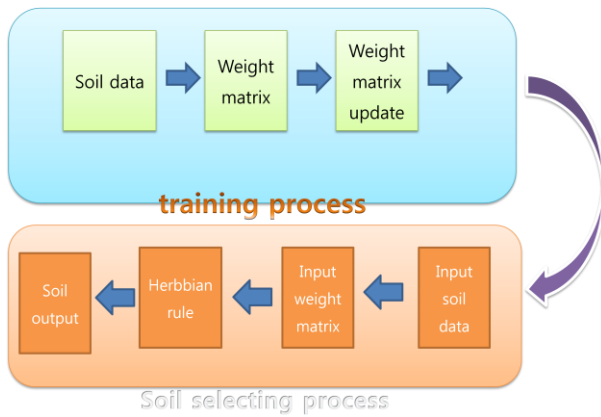 Soil data
Weight
matrix
Weight
matrix
update
training process
Soil
output
Herbbian
rule
Input
weight
matrix
Input
soil
data
Soil selecting process